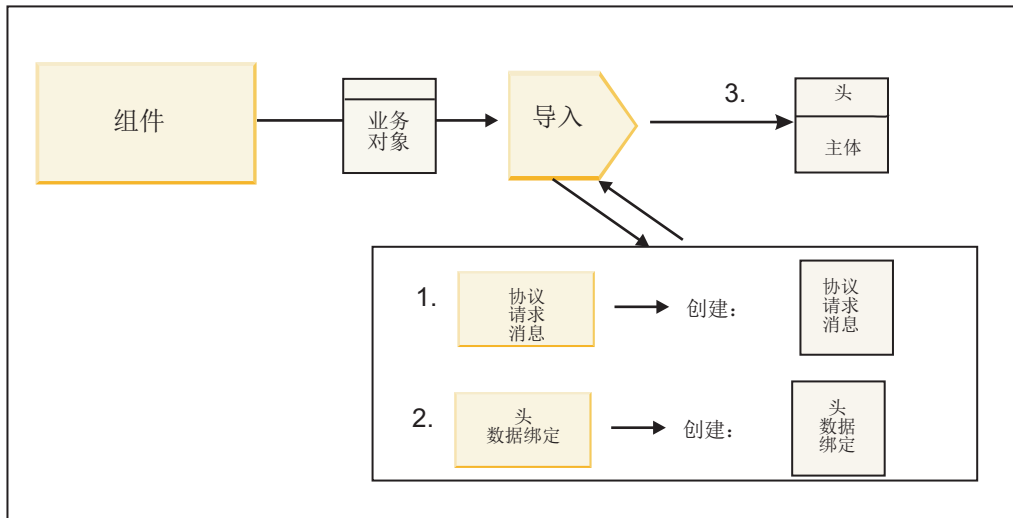 组件
业务
对象
导入
3.
头
主体
1.
协议
请求
消息
创建:
协议
请求
消息
2.
头
数据绑定
创建:
头
数据
绑定